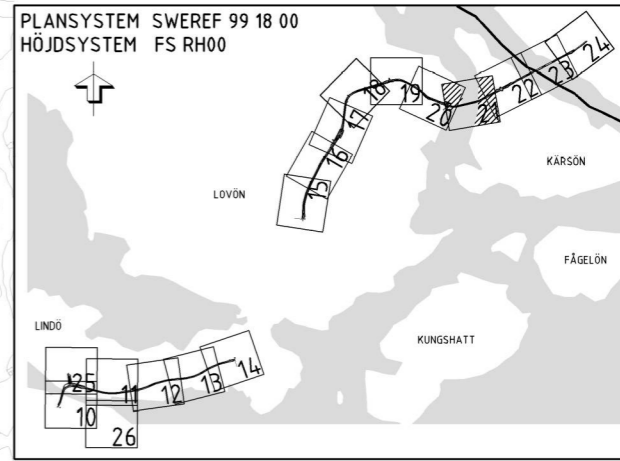 PLANSYSTEM SWEREF 99 18 00
HÖJDSYSTEM FS RH00
24
23
22
21
20
19
18
17
16
15
KÄRSÖN
LOVÖN
FÅGELÖN
LINDÖ
KUNGSHATT
25
10
11
12
13
14
26